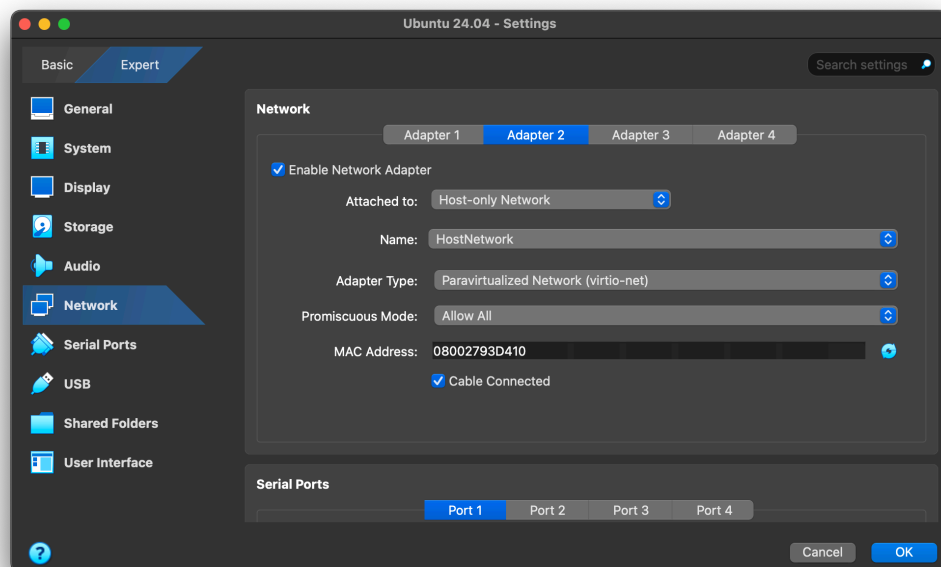 Ubuntu 24.04 - Settings
Basic
Expert
Search settings
General
System
Display
Storage
Audio
Network
Serial Ports
USB
Shared Folders
User Interface
Network
Adapter 1
Adapter 2
Adapter 3
Adapter 4
Enable Network Adapter
Attached to: Host-only Network
Name: HostNetwork
Adapter Type: Paravirtualized Network (virtio-net)
Promiscuous Mode: Allow All
MAC Address: 08002793D410
Cable Connected
Serial Ports
Port 1
Port 2
Port 3
Port 4
?
Cancel
OK